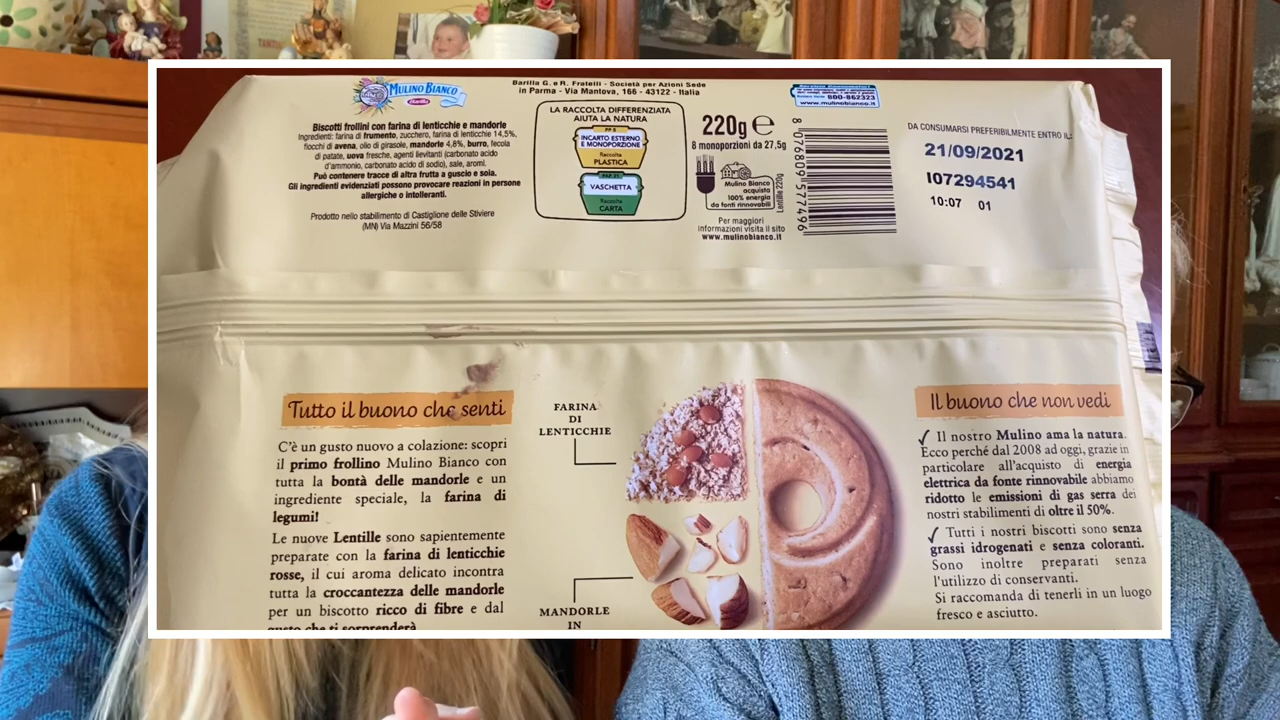 MULINO BIANCO
Barilla
Barilla G. e R. Fratelli - Società per Azioni Sede
in Parma - Via Mantova, 166 - 43122 - Italia
800-862323
www.mulinobianco.it
Biscotti frollini con farina di lenticchie e mandorle
Ingredienti: farina di frumento, zucchero, farina di lenticchie 14,5%,
fiocchi di avena, olio di girasole, mandorle 4,8%, burro, fecola
di patate, uova fresche, agenti lievitanti (carbonato acido
d'ammonio, carbonato acido di sodio), sale, aromi.
Può contenere tracce di altra frutta a guscio e soia.
Gli ingredienti evidenziati possono provocare reazioni in persone
allergiche o intolleranti.
Prodotto nello stabilimento di Castiglione delle Stiviere
(MN) Via Mazzini 56/58
LA RACCOLTA DIFFERENZIATA
AIUTA LA NATURA
PP 5
INCARTO ESTERNO
E MONOPORZIONE
Raccolta
PLASTICA
PAP 21
VASCHETTA
Raccolta
CARTA
220g e
8 monoporzioni da 27,5g
Mulino Bianco
acquista
100% energia
da fonti rinnovabili
Per maggiori
informazioni visita il sito
www.mulinobianco.it
Lentille 220g
8 076809 577496
DA CONSUMARSI PREFERIBILMENTE ENTRO IL:
21/09/2021
I07294541
10:07 01
Tutto il buono che senti
C'è un gusto nuovo a colazione: scopri
il primo frollino Mulino Bianco con
tutta la bontà delle mandorle e un
ingrediente speciale, la farina di
legumi!
Le nuove Lentille sono sapientemente
preparate con la farina di lenticchie
rosse, il cui aroma delicato incontra
tutta la croccantezza delle mandorle
per un biscotto ricco di fibre e dal
gusto che ti sorprenderà
FARINA
DI
LENTICCHIE
MANDORLE
IN
Il buono che non vedi
✓ Il nostro Mulino ama la natura.
Ecco perché dal 2008 ad oggi, grazie in
particolare all'acquisto di energia
elettrica da fonte rinnovabile abbiamo
ridotto le emissioni di gas serra dei
nostri stabilimenti di oltre il 50%.
✓ Tutti i nostri biscotti sono senza
grassi idrogenati e senza coloranti.
Sono inoltre preparati senza
l'utilizzo di conservanti.
Si raccomanda di tenerli in un luogo
fresco e asciutto.